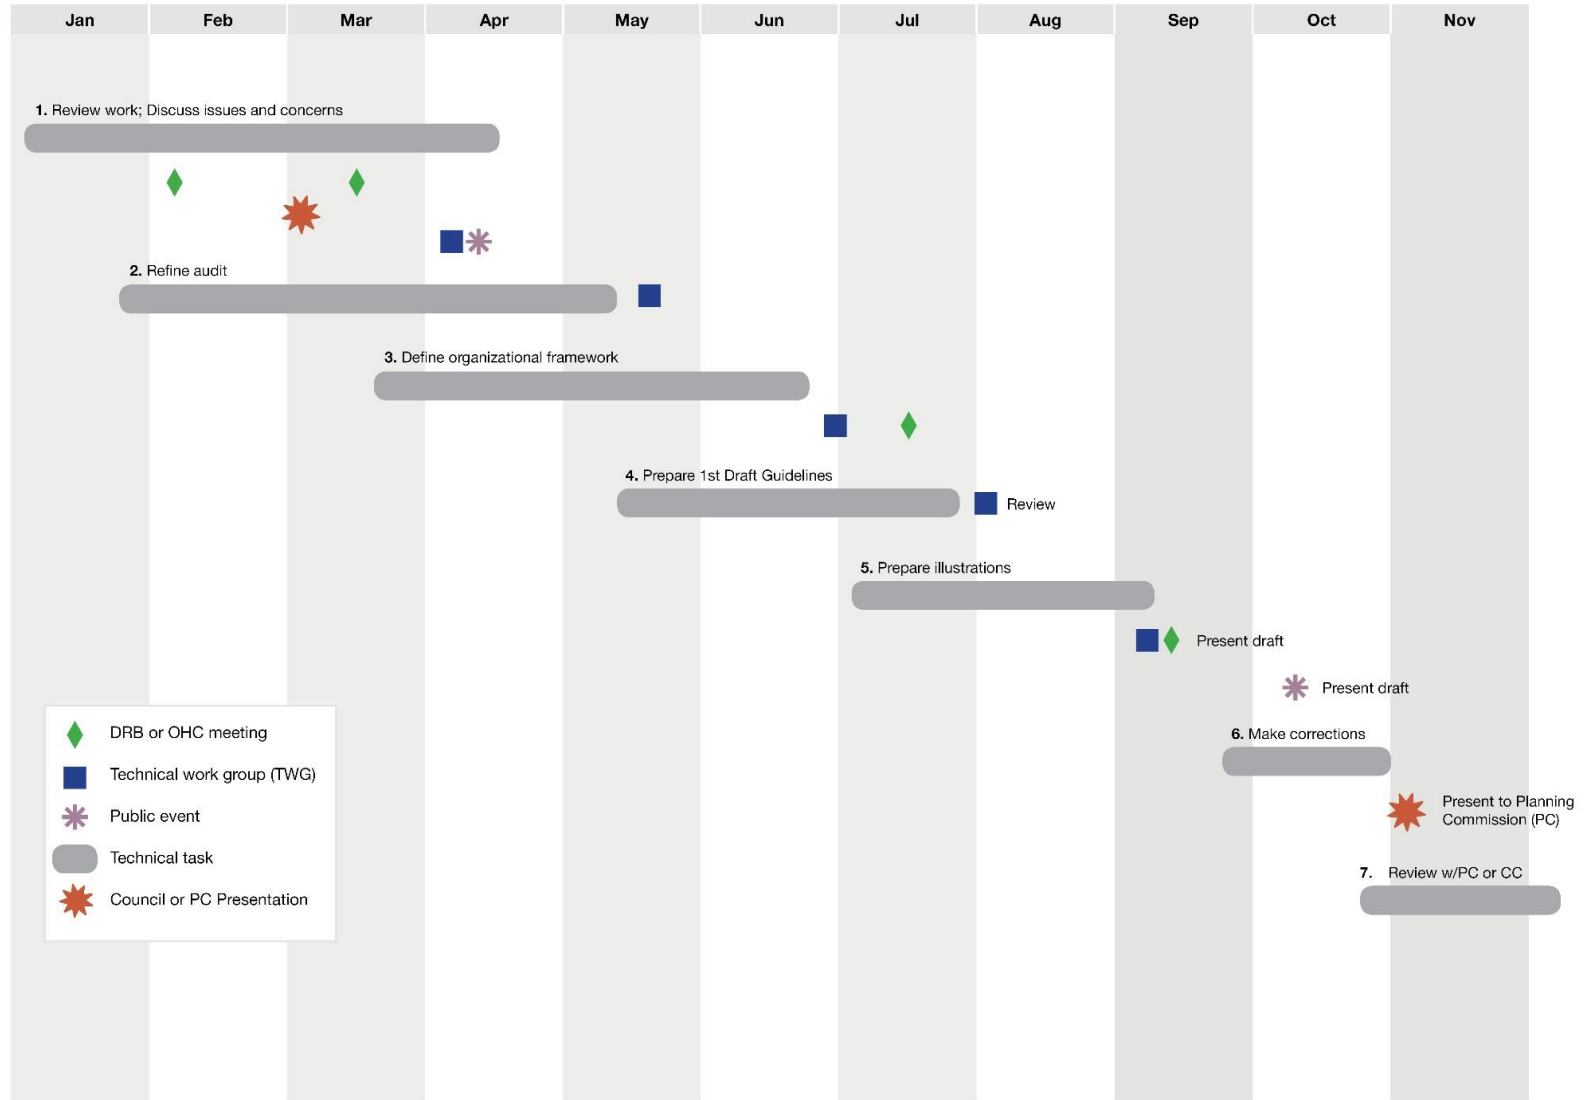 Jan Feb Mar Apr May Jun Jul Aug Sep Oct Nov
1. Review work; Discuss issues and concerns
2. Refine audit
3. Define organizational framework
4. Prepare 1st Draft Guidelines
Review
5. Prepare illustrations
Present draft
Present draft
6. Make corrections
Present to Planning
Commission (PC)
7. Review w/PC or CC
DRB or OHC meeting
Technical work group (TWG)
Public event
Technical task
Council or PC Presentation